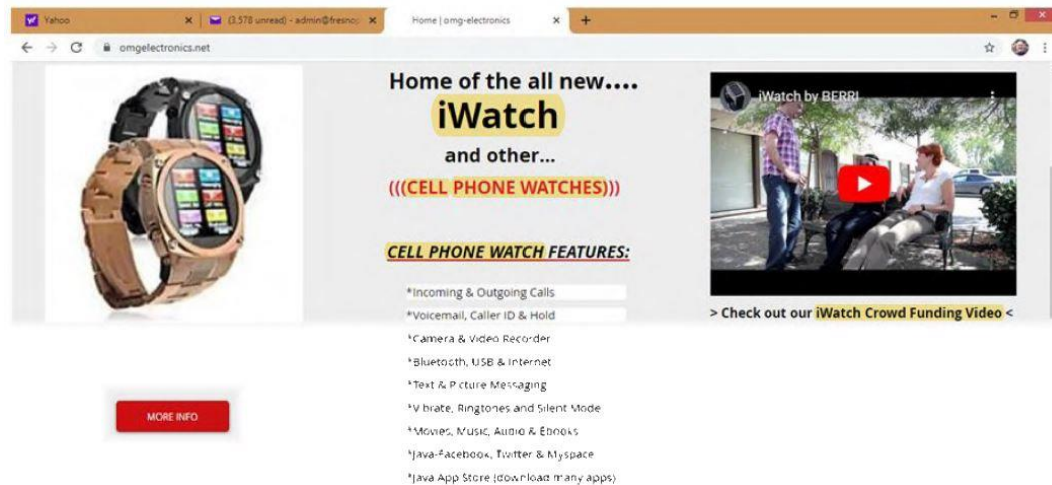 Yahoo
(3,578 unread) - admin@fresno
Home | omg-electronics
omgelectronics.net
Home of the all new....
iWatch
and other...
(((CELL PHONE WATCHES)))
CELL PHONE WATCH FEATURES:
*Incoming & Outgoing Calls
*Voicemail, Caller ID & Hold
*Camera & Video Recorder
*Bluetooth, USB & Internet
*Text & Picture Messaging
*Vibrate, Ringtones and Silent Mode
*Movies, Music, Audio & Ebooks
*Java-Facebook, Twitter & Myspace
*Java App Store (download many apps)
MORE INFO
iWatch by BERRI
> Check out our iWatch Crowd Funding Video <